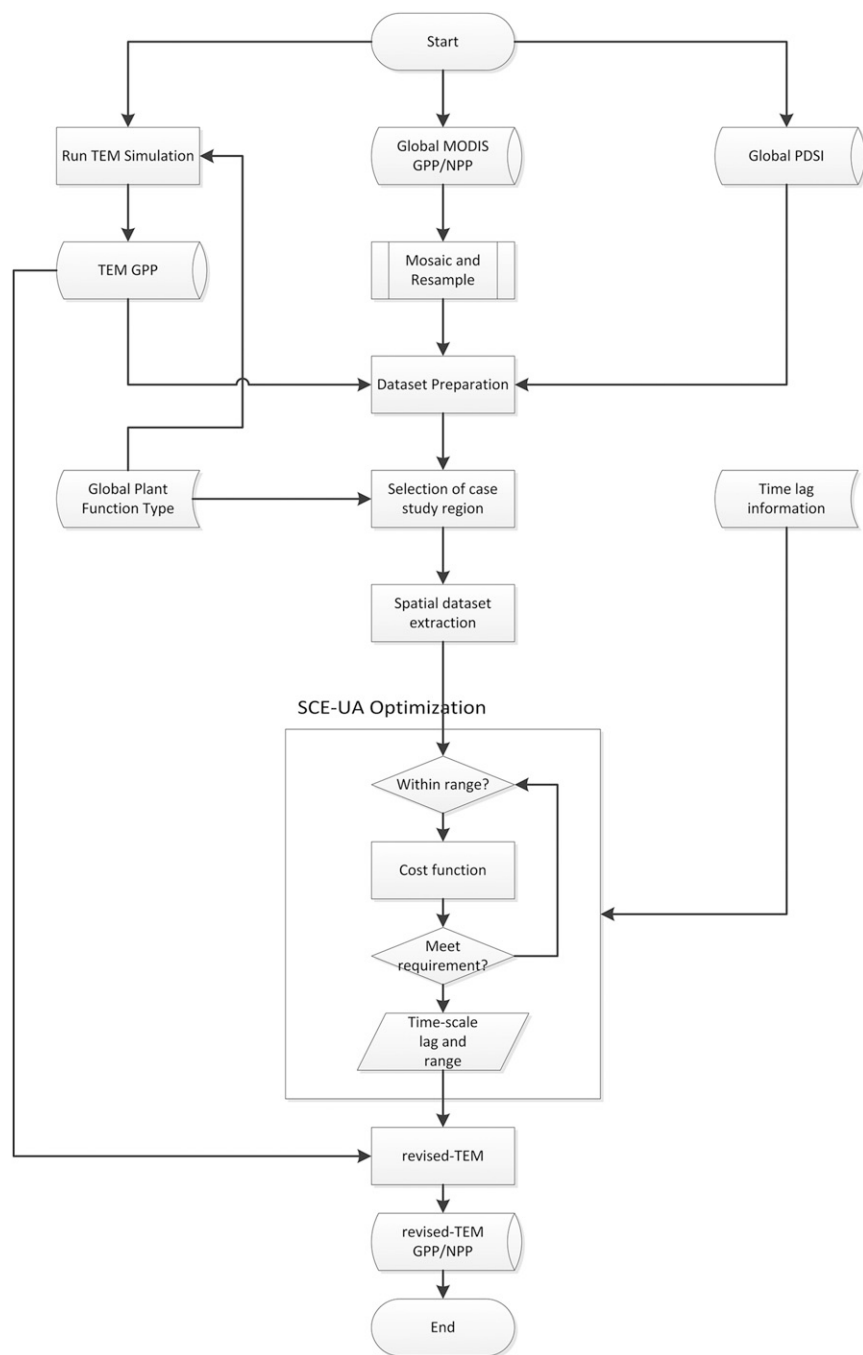 Start
Run TEM Simulation
Global MODIS
GPP/NPP
Global PDSI
TEM GPP
Mosaic and
Resample
Dataset Preparation
Global Plant
Function Type
Selection of case
study region
Time lag
information
Spatial dataset
extraction
SCE-UA Optimization
Within range?
Cost function
Meet
requirement?
Time-scale
lag and
range
revised-TEM
revised-TEM
GPP/NPP
End